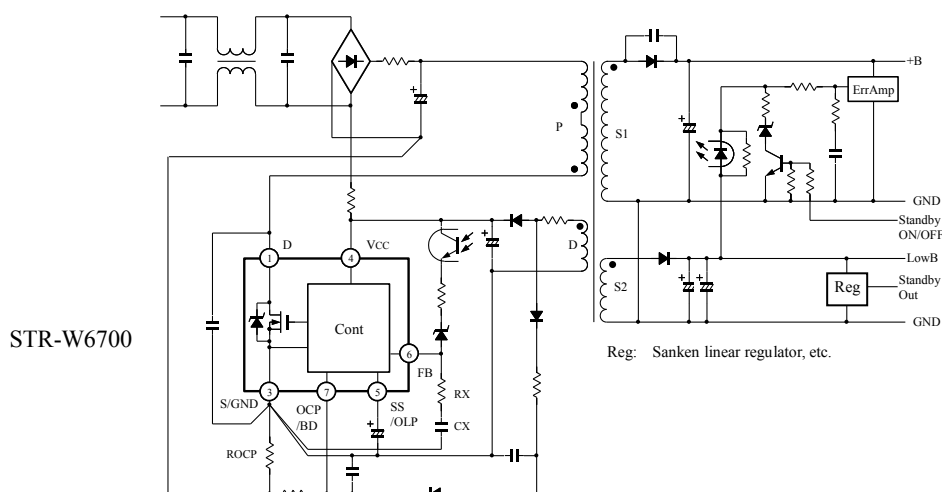 +B
ErrAmp
P
S1
GND
Standby
ON/OFF
D
D
VCC
LowB
1
4
S2
Reg
Standby
Out
STR-W6700
Cont
GND
6
FB
Reg: Sanken linear regulator, etc.
3
7
5
S/GND
OCP
/BD
SS
/OLP
RX
CX
ROCP